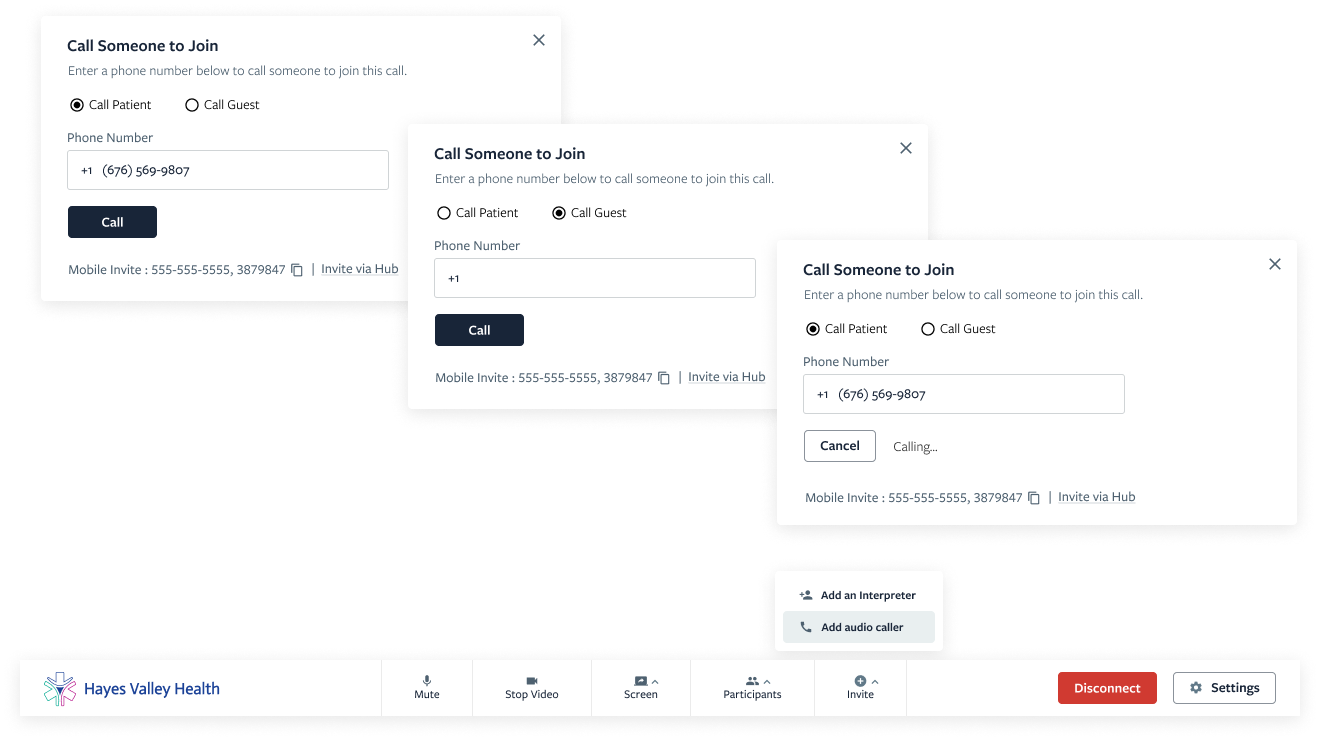 Call Someone to Join
Enter a phone number below to call someone to join this call.
Call Patient Call Guest
Phone Number
+1 (676) 569-9807
Call
Mobile Invite : 555-555-5555, 3879847 | Invite via Hub
Call Someone to Join
Enter a phone number below to call someone to join this call.
Call Patient Call Guest
Phone Number
+1
Call
Mobile Invite : 555-555-5555, 3879847 | Invite via Hub
Call Someone to Join
Enter a phone number below to call someone to join this call.
Call Patient Call Guest
Phone Number
+1 (676) 569-9807
Cancel Calling...
Mobile Invite : 555-555-5555, 3879847 | Invite via Hub
Add an Interpreter
Add audio caller
Hayes Valley Health Mute Stop Video Screen Participants Invite Disconnect Settings